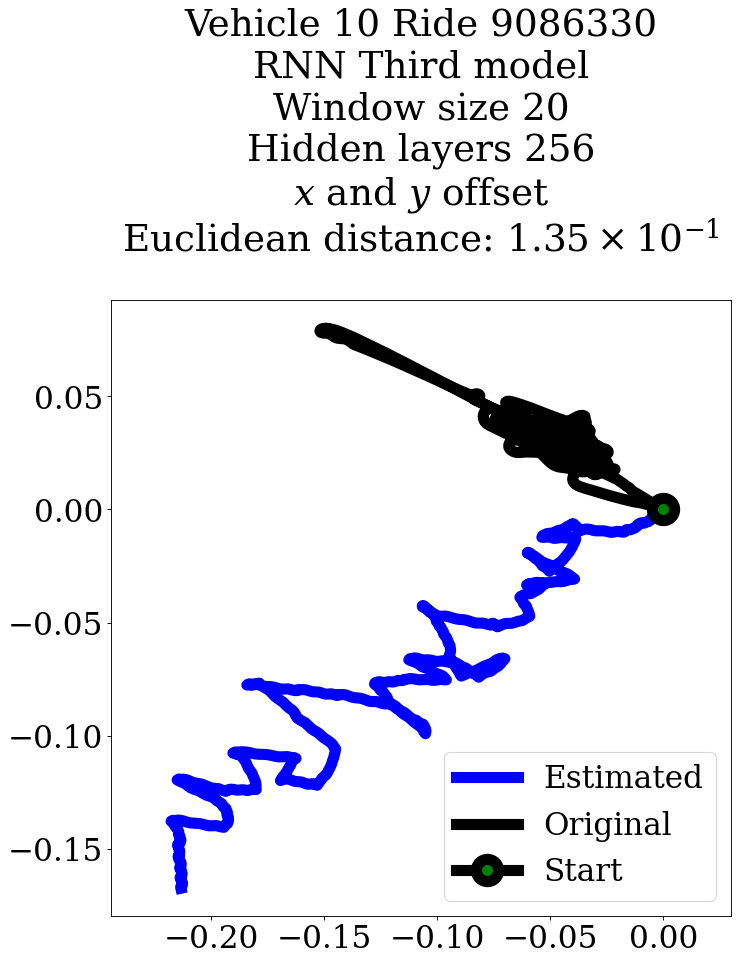 Vehicle 10 Ride 9086330
RNN Third model
Window size 20
Hidden layers 256
x and y offset
Euclidean distance: 1.35 × 10⁻¹
0.05
0.00
−0.05
−0.10
−0.15
Estimated
Original
Start
−0.20 −0.15 −0.10 −0.05 0.00